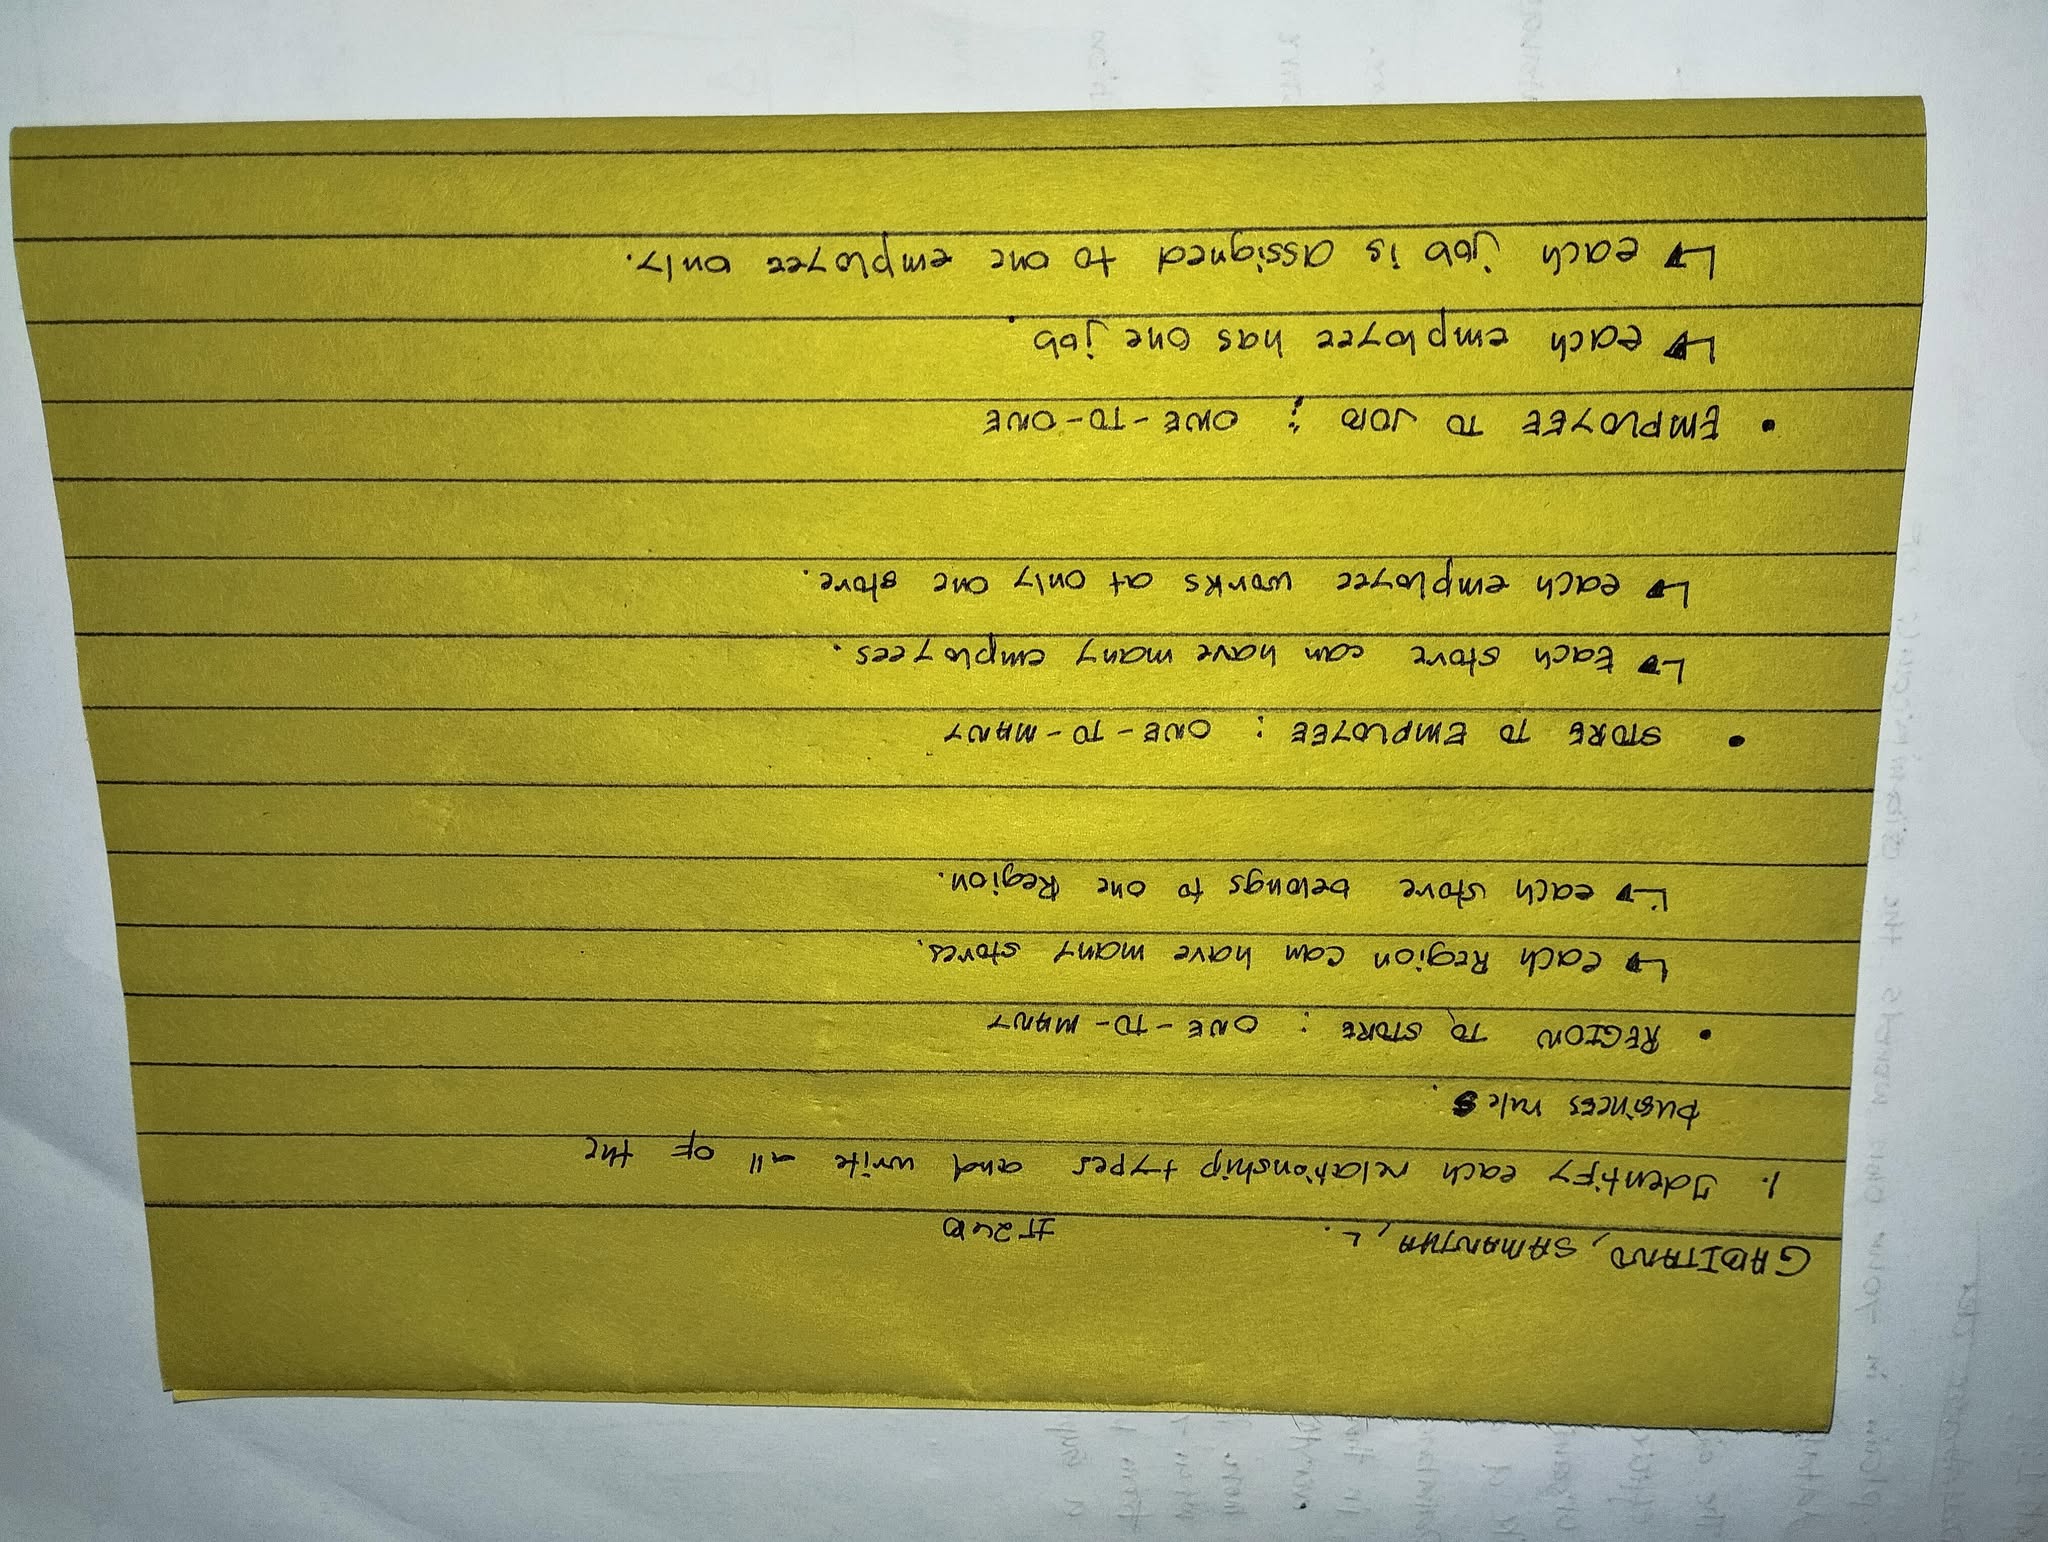 GABITANO, SAMANTHA, L. IT24B
1. Identify each relationship types and write all of the
business rules.
• REGION TO STORE : ONE-TO-MANY
↳ each Region can have many stores.
↳ each store belongs to one Region.
• STORE TO EMPLOYEE : ONE-TO-MANY
↳ Each store can have many employees.
↳ each employee works at only one store.
• EMPLOYEE TO JOB : ONE-TO-ONE
↳ each employee has one job.
↳ each job is assigned to one employee only.